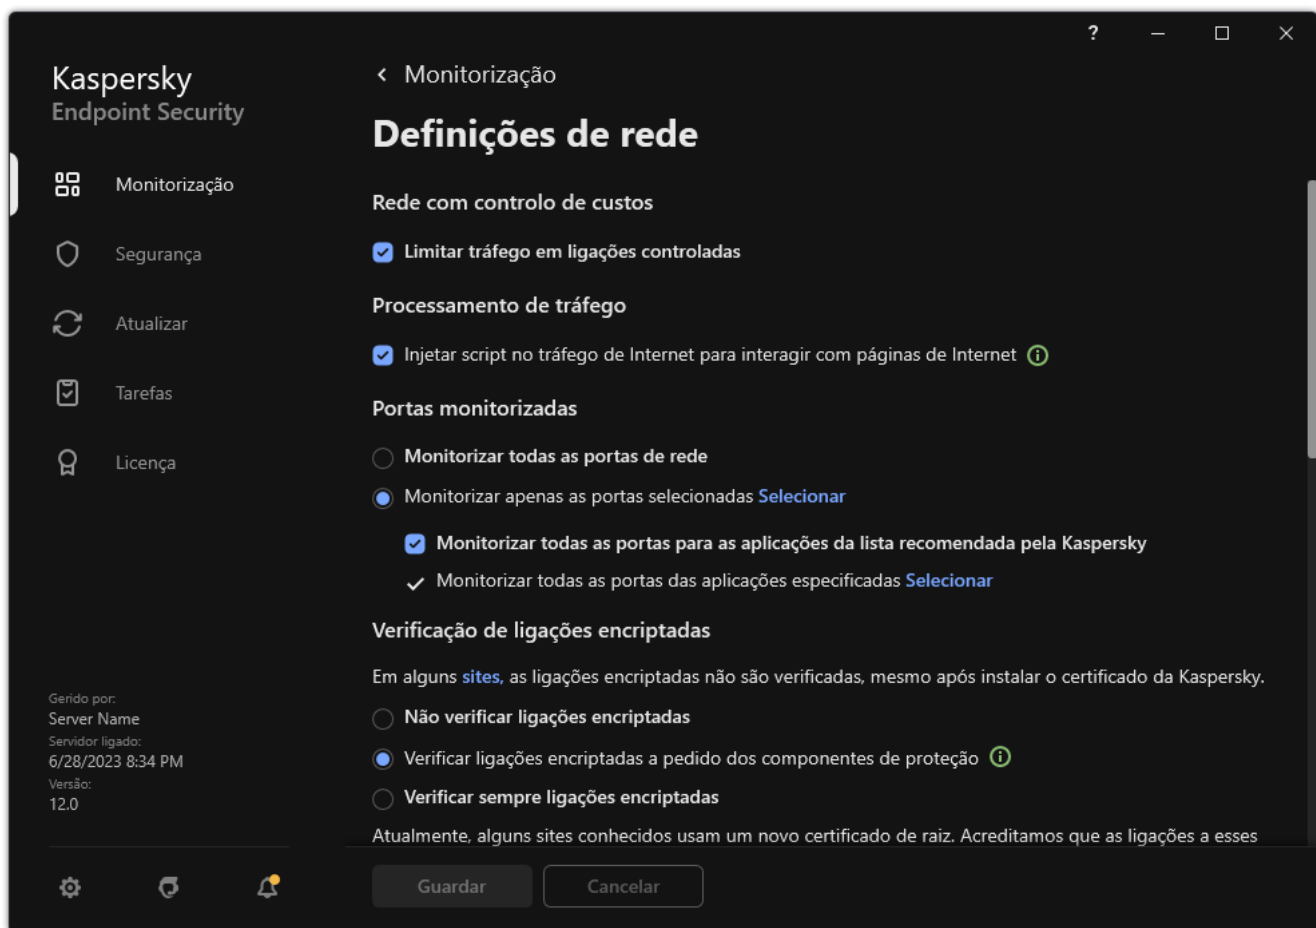 ?
Kaspersky
Endpoint Security
Monitorização
Segurança
Atualizar
Tarefas
Licença
Gerido por:
Server Name
Servidor ligado:
6/28/2023 8:34 PM
Versão:
12.0
Monitorização
Definições de rede
Rede com controlo de custos
Limitar tráfego em ligações controladas
Processamento de tráfego
Injetar script no tráfego de Internet para interagir com páginas de Internet
Portas monitorizadas
Monitorizar todas as portas de rede
Monitorizar apenas as portas selecionadas Selecionar
Monitorizar todas as portas para as aplicações da lista recomendada pela Kaspersky
Monitorizar todas as portas das aplicações especificadas Selecionar
Verificação de ligações encriptadas
Em alguns sites, as ligações encriptadas não são verificadas, mesmo após instalar o certificado da Kaspersky.
Não verificar ligações encriptadas
Verificar ligações encriptadas a pedido dos componentes de proteção
Verificar sempre ligações encriptadas
Atualmente, alguns sites conhecidos usam um novo certificado de raiz. Acreditamos que as ligações a esses
Guardar
Cancelar